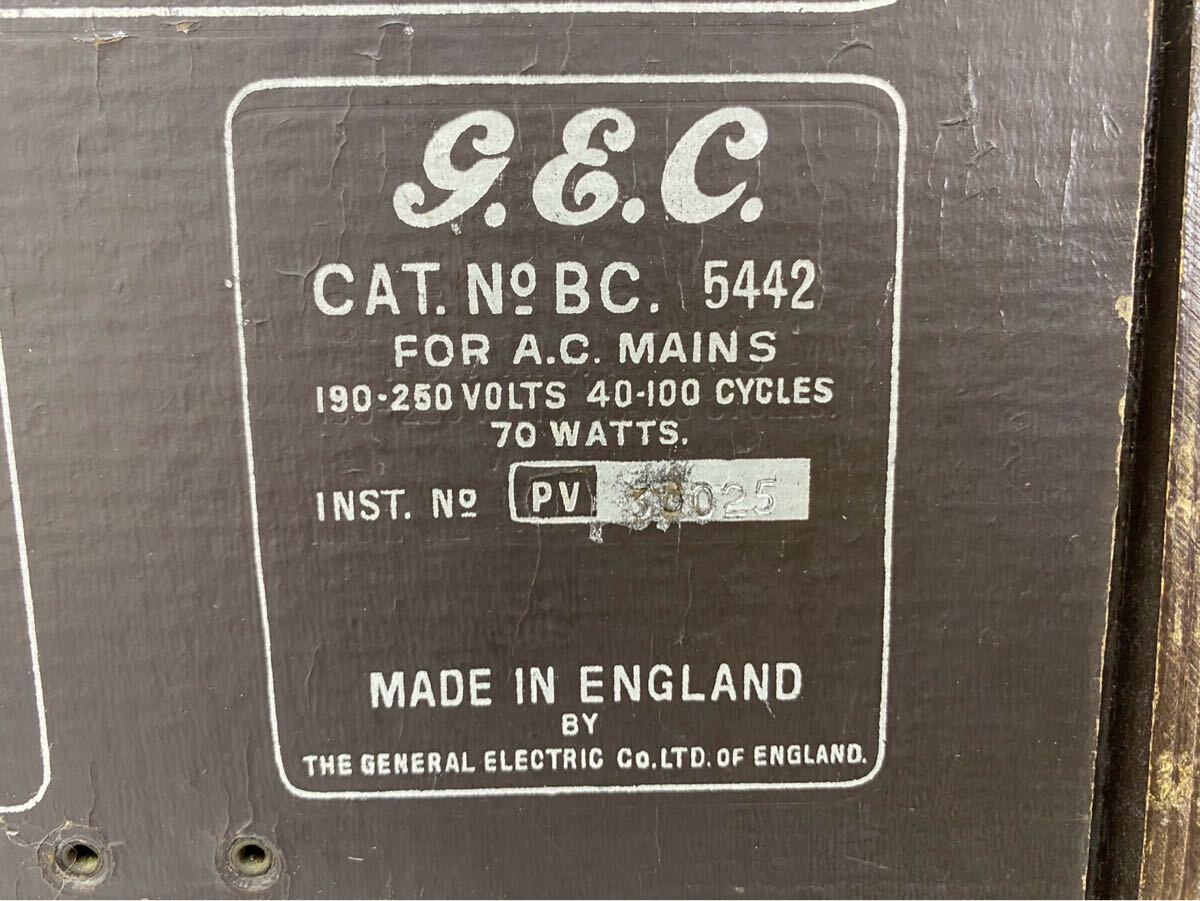 G.E.C.
CAT. Nº BC. 5442
FOR A.C. MAINS
190-250 VOLTS 40-100 CYCLES
70 WATTS.
INST. Nº PV
MADE IN ENGLAND
BY
THE GENERAL ELECTRIC Co. LTD. OF ENGLAND.